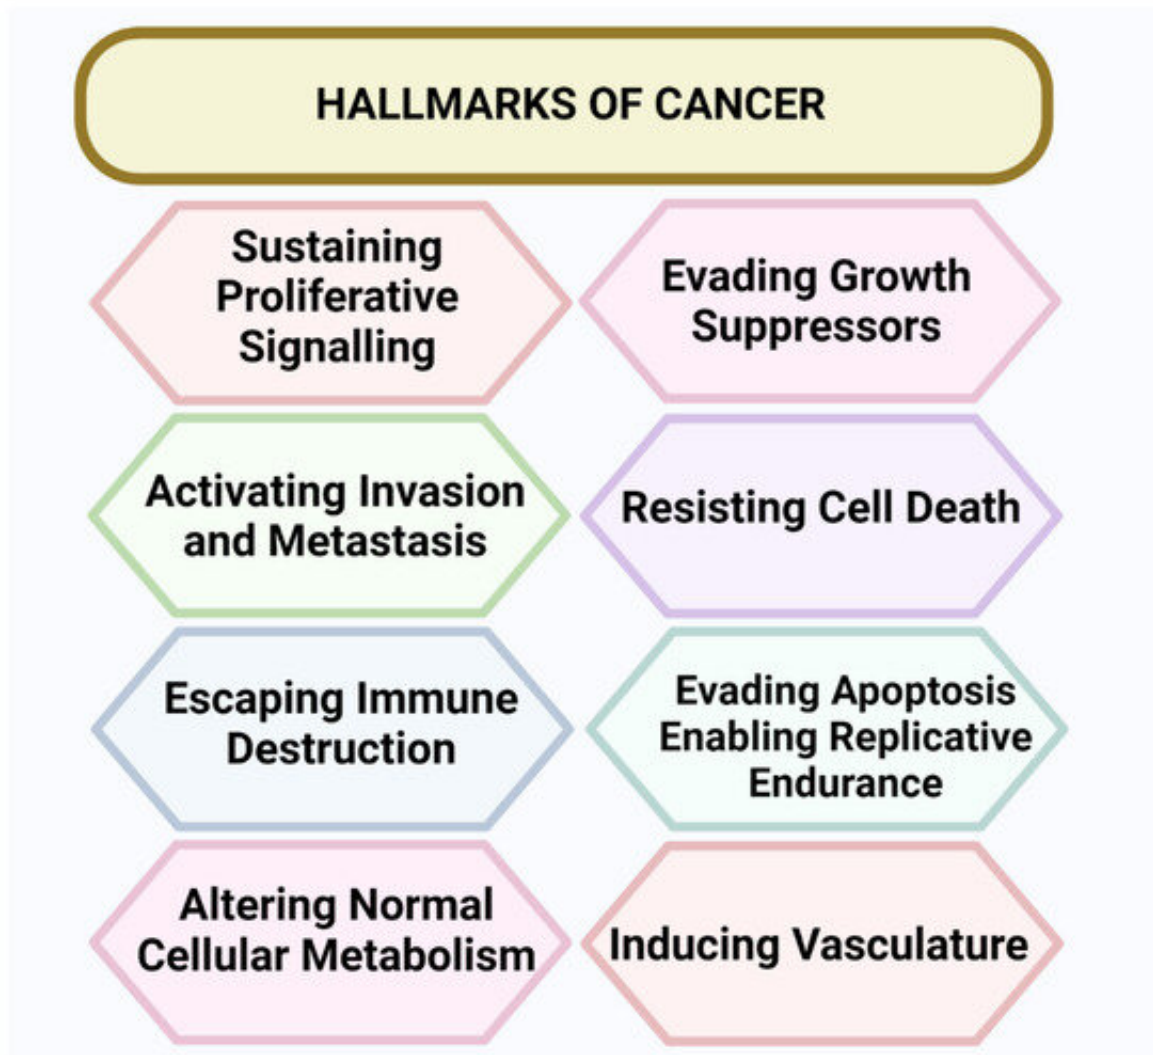 HALLMARKS OF CANCER
Sustaining
Proliferative
Signalling
Evading Growth
Suppressors
Activating Invasion
and Metastasis
Resisting Cell Death
Escaping Immune
Destruction
Evading Apoptosis
Enabling Replicative
Endurance
Altering Normal
Cellular Metabolism
Inducing Vasculature